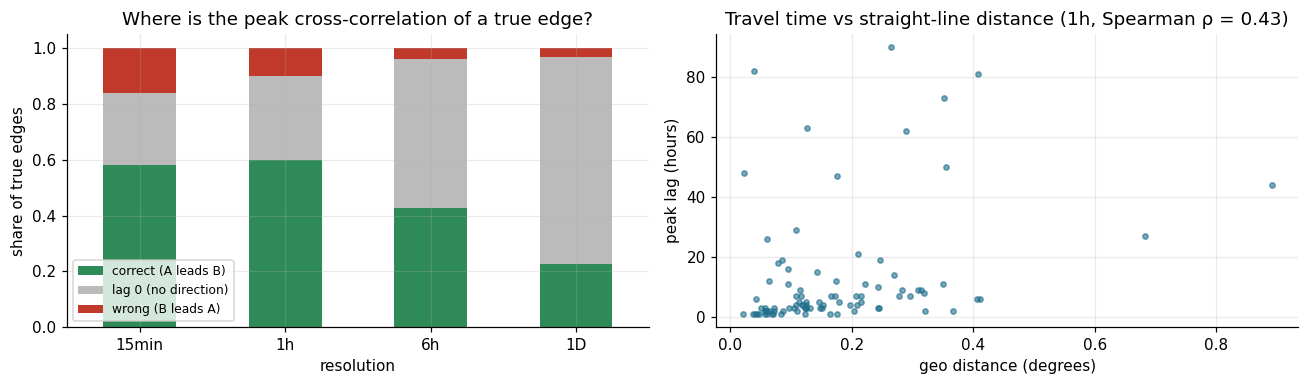 Where is the peak cross-correlation of a true edge?
share of true edges
1.0
0.8
0.6
0.4
0.2
0.0
correct (A leads B)
lag 0 (no direction)
wrong (B leads A)
15min
1h
6h
1D
resolution
Travel time vs straight-line distance (1h, Spearman ρ = 0.43)
peak lag (hours)
80
60
40
20
0
0.0
0.2
0.4
0.6
0.8
geo distance (degrees)